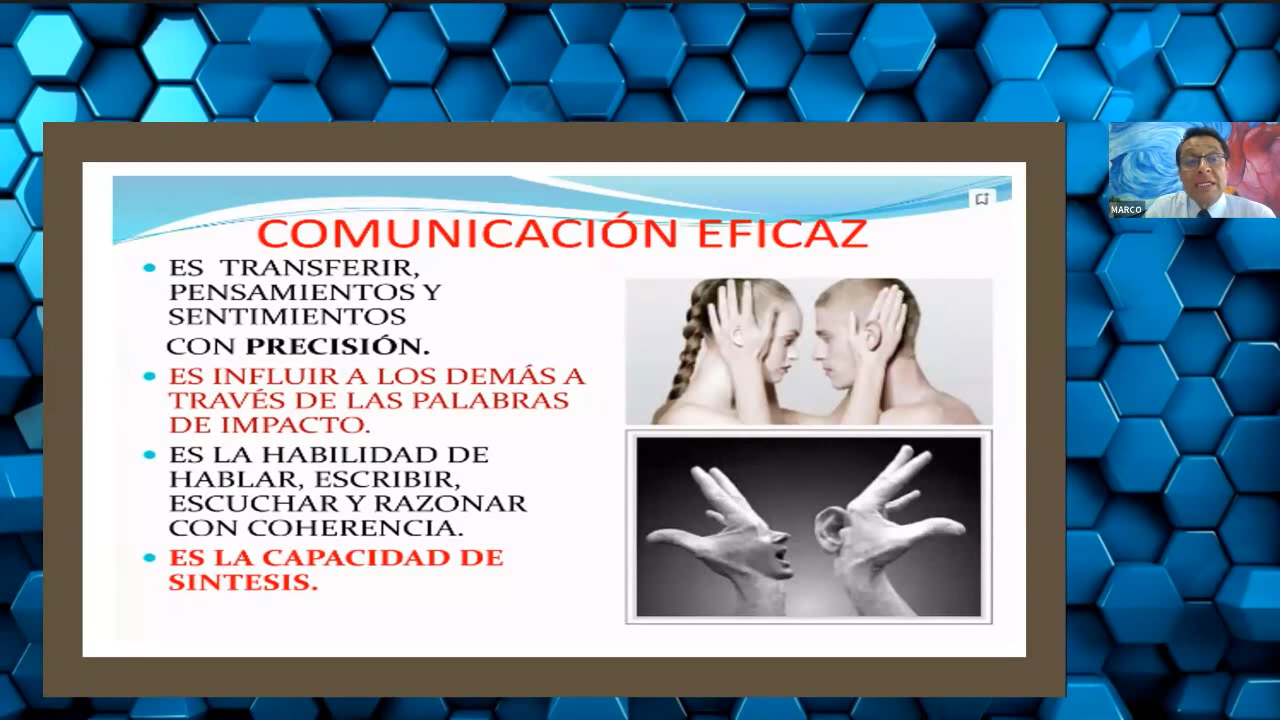 COMUNICACIÓN EFICAZ
• ES TRANSFERIR,
PENSAMIENTOS Y
SENTIMIENTOS
CON PRECISIÓN.
• ES INFLUIR A LOS DEMÁS A
TRAVÉS DE LAS PALABRAS
DE IMPACTO.
• ES LA HABILIDAD DE
HABLAR, ESCRIBIR,
ESCUCHAR Y RAZONAR
CON COHERENCIA.
• ES LA CAPACIDAD DE
SINTESIS.
MARCO